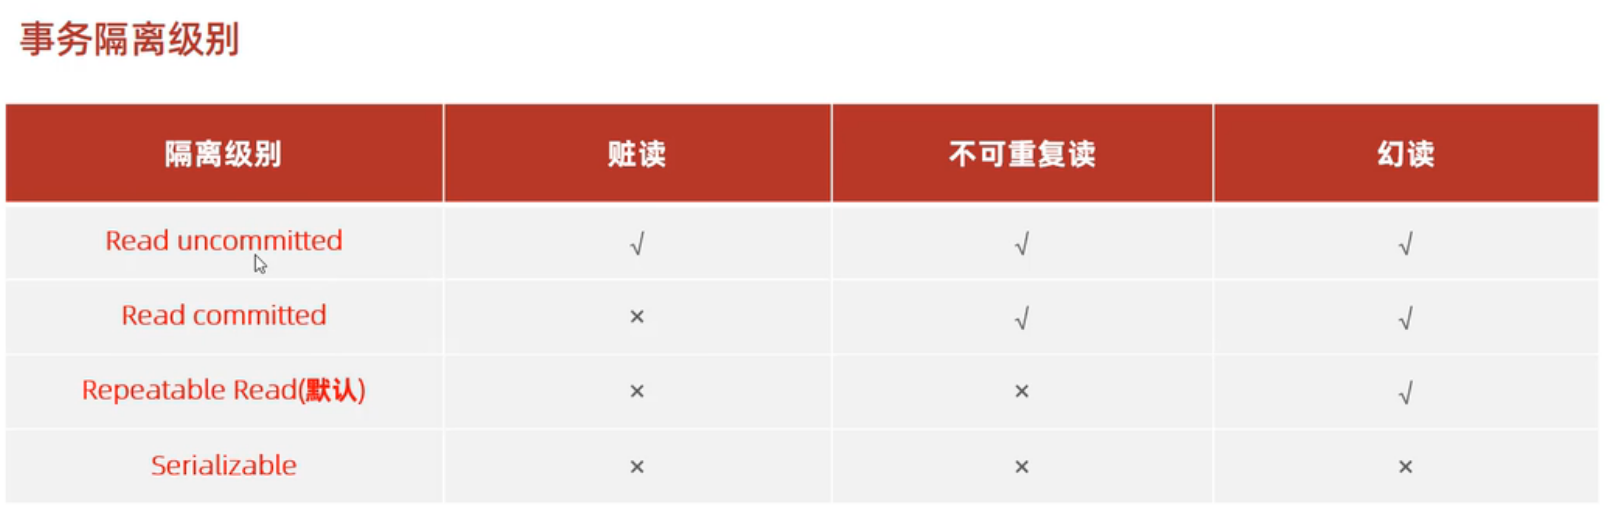 事务隔离级别
隔离级别 脏读 不可重复读 幻读
Read uncommitted √ √ √
Read committed × √ √
Repeatable Read(默认) × × √
Serializable × × ×